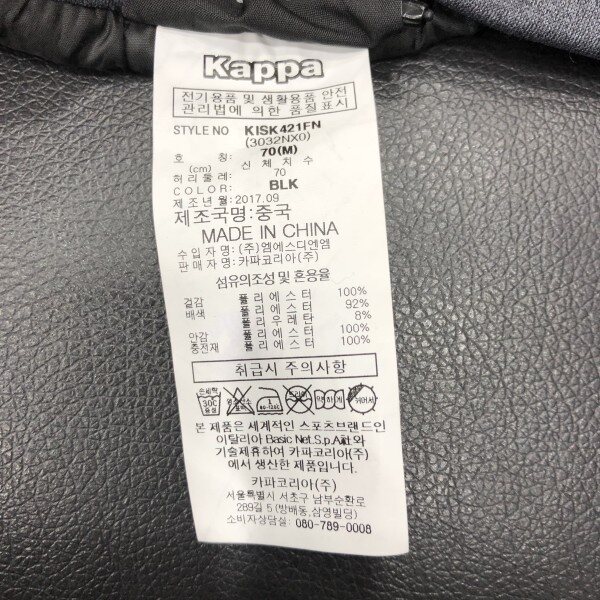 Kappa
전기용품 및 생활용품 안전
관리법에 의한 품질표시
STYLE NO KISK421FN
(3032NX0)
호 칭: 70(M)
(cm) 신 체 치 수
허리둘레: 70
COLOR: BLK
제 조 년 월: 2017.09
제조국명:중국
MADE IN CHINA
수 입 자 명: (주)엠에스디엔엠
판 매 자 명: 카파코리아(주)
섬유의조성 및 혼용율
겉감 폴 리 에 스 터 100%
배색 폴 리 에 스 터 92%
폴 리 우 레 탄 8%
안감 폴 리 에 스 터 100%
충전재 폴 리 에 스 터 100%
취급시 주의사항
손세탁
30C
중성
본 제품은 세계적인 스포츠브랜드인
이탈리아 Basic Net.S.p.A와
기술제휴하여 카파코리아(주)
에서 생산한 제품입니다.
카파코리아(주)
서울특별시 서초구 남부순환로
289길 5 (방배동,삼영빌딩)
소비자상담실: 080-789-0008